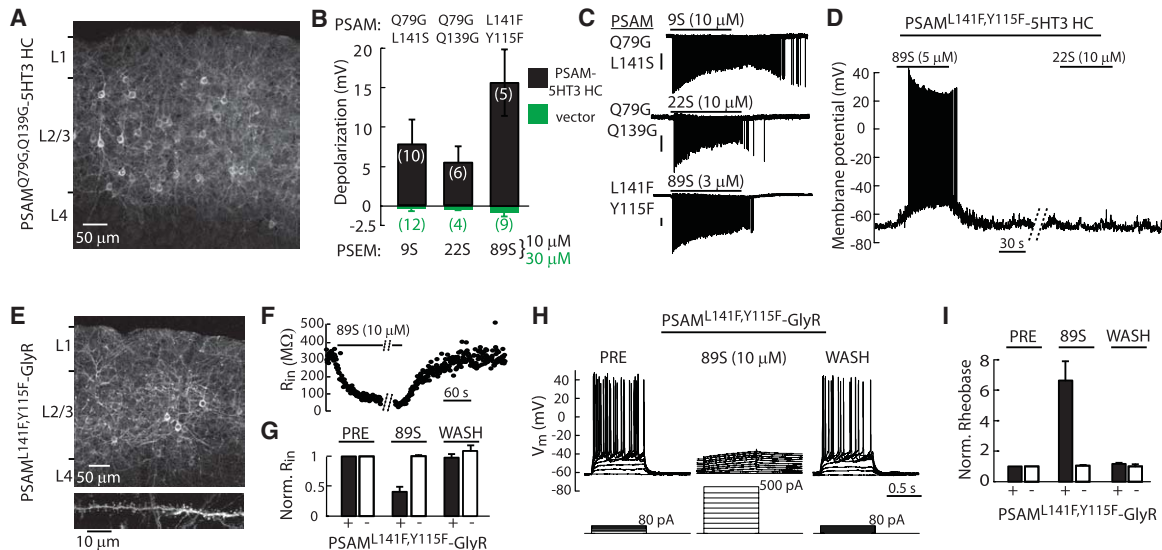 A
PSAMQ79G,Q139G-5HT3 HC
L1
L2/3
L4
50 μm
B
PSAM:
Q79G Q79G L141F
L141S Q139G Y115F
Depolarization (mV)
20
15
10
5
0
-2.5
(10)
(6)
(5)
(12)
(4)
(9)
PSAM-
5HT3 HC
vector
PSEM: 9S 22S 89S } 10 μM
30 μM
C
PSAM 9S (10 μM)
Q79G
L141S
22S (10 μM)
Q79G
Q139G
89S (3 μM)
L141F
Y115F
D
PSAML141F,Y115F-5HT3 HC
89S (5 μM) 22S (10 μM)
Membrane potential (mV)
40
20
0
-20
-40
-60
-80
30 s
E
PSAML141F,Y115F-GlyR
L1
L2/3
L4
50 μm
10 μm
F
89S (10 μM)
Rin (MΩ)
500
400
300
200
100
0
60 s
G
PRE 89S WASH
Norm. Rin
1
0.5
0
+ - + - + -
PSAML141F,Y115F-GlyR
H
PSAML141F,Y115F-GlyR
PRE 89S (10 μM) WASH
Vm (mV)
40
0
-40
-60
-80
500 pA
0.5 s
80 pA 80 pA
I
PRE 89S WASH
Norm. Rheobase
8
6
4
2
0
+ - + - + -
PSAML141F,Y115F-GlyR